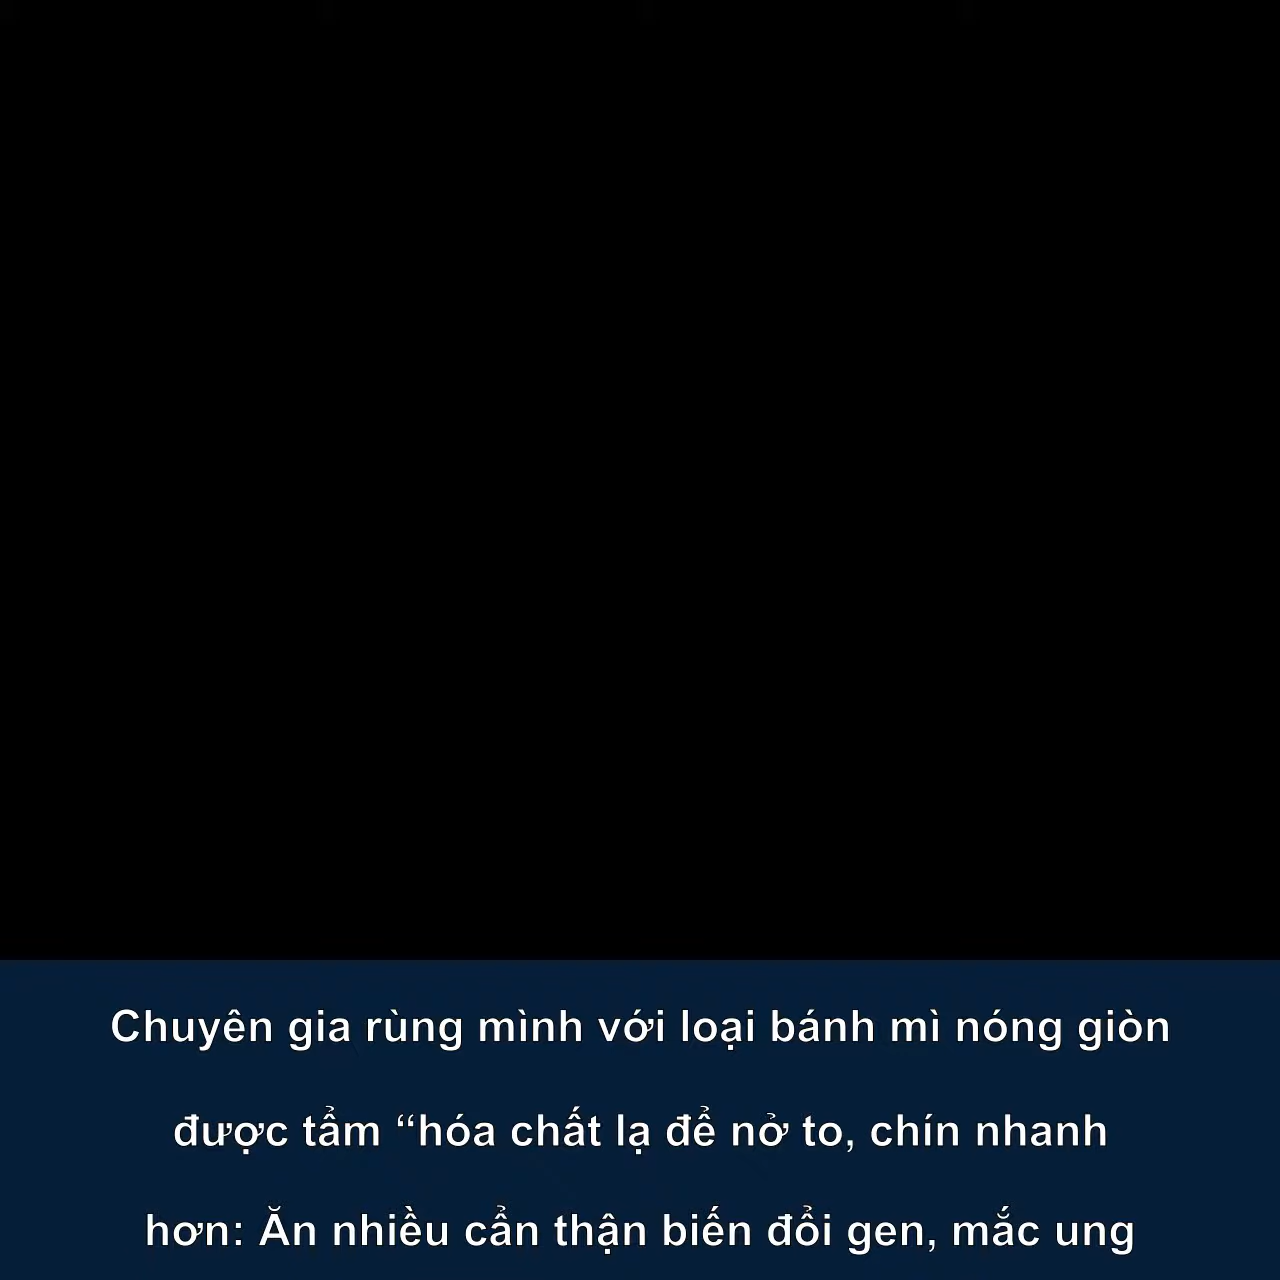 Chuyên gia rùng mình với loại bánh mì nóng giòn
được tẩm “hóa chất lạ để nở to, chín nhanh
hơn: Ăn nhiều cẩn thận biến đổi gen, mắc ung